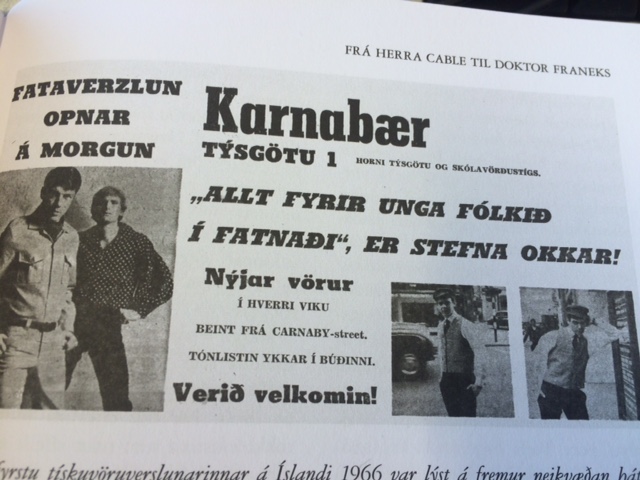 FRÁ HERRA CABLE TIL DOKTOR FRANEKS
FATAVERZLUN
OPNAR
Á MORGUN
Karnabær
TÝSGÖTU 1 HORNI TÝSGÖTU OG SKÓLAVÖRÐUSTÍGS.
„ALLT FYRIR UNGA FÓLKIÐ
Í FATNAÐI“, ER STEFNA OKKAR!
Nýjar vörur
Í HVERRI VIKU
BEINT FRÁ CARNABY-street.
TÓNLISTIN YKKAR Í BÚÐINNI.
Verið velkomin!
fyrstu tískuvöruverslunarinnar á Íslandi 1966 var lýst á fremur neikvæðan